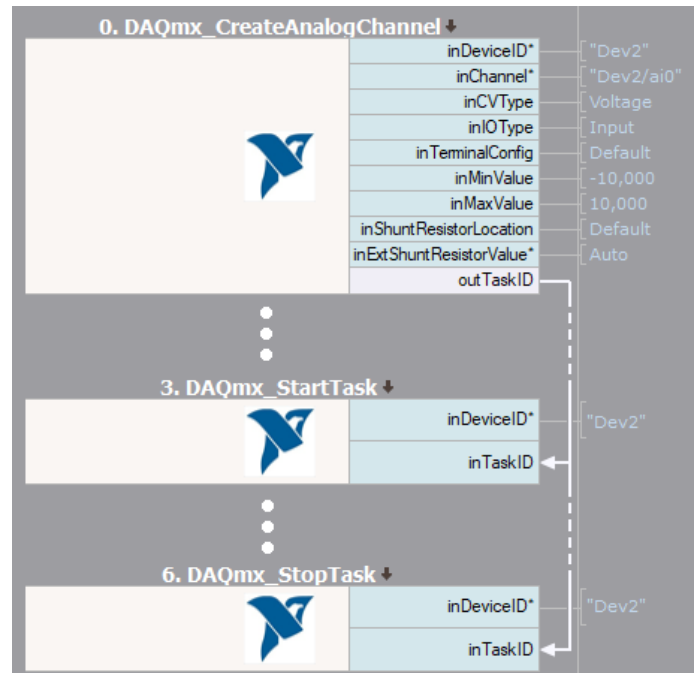 0. DAQmx_CreateAnalogChannel
inDeviceID* "Dev2"
inChannel* "Dev2/ai0"
inCVType Voltage
inIOType Input
inTerminalConfig Default
inMinValue -10,000
inMaxValue 10,000
inShuntResistorLocation Default
inExtShuntResistorValue* Auto
outTaskID
3. DAQmx_StartTask
inDeviceID* "Dev2"
inTaskID
6. DAQmx_StopTask
inDeviceID* "Dev2"
inTaskID